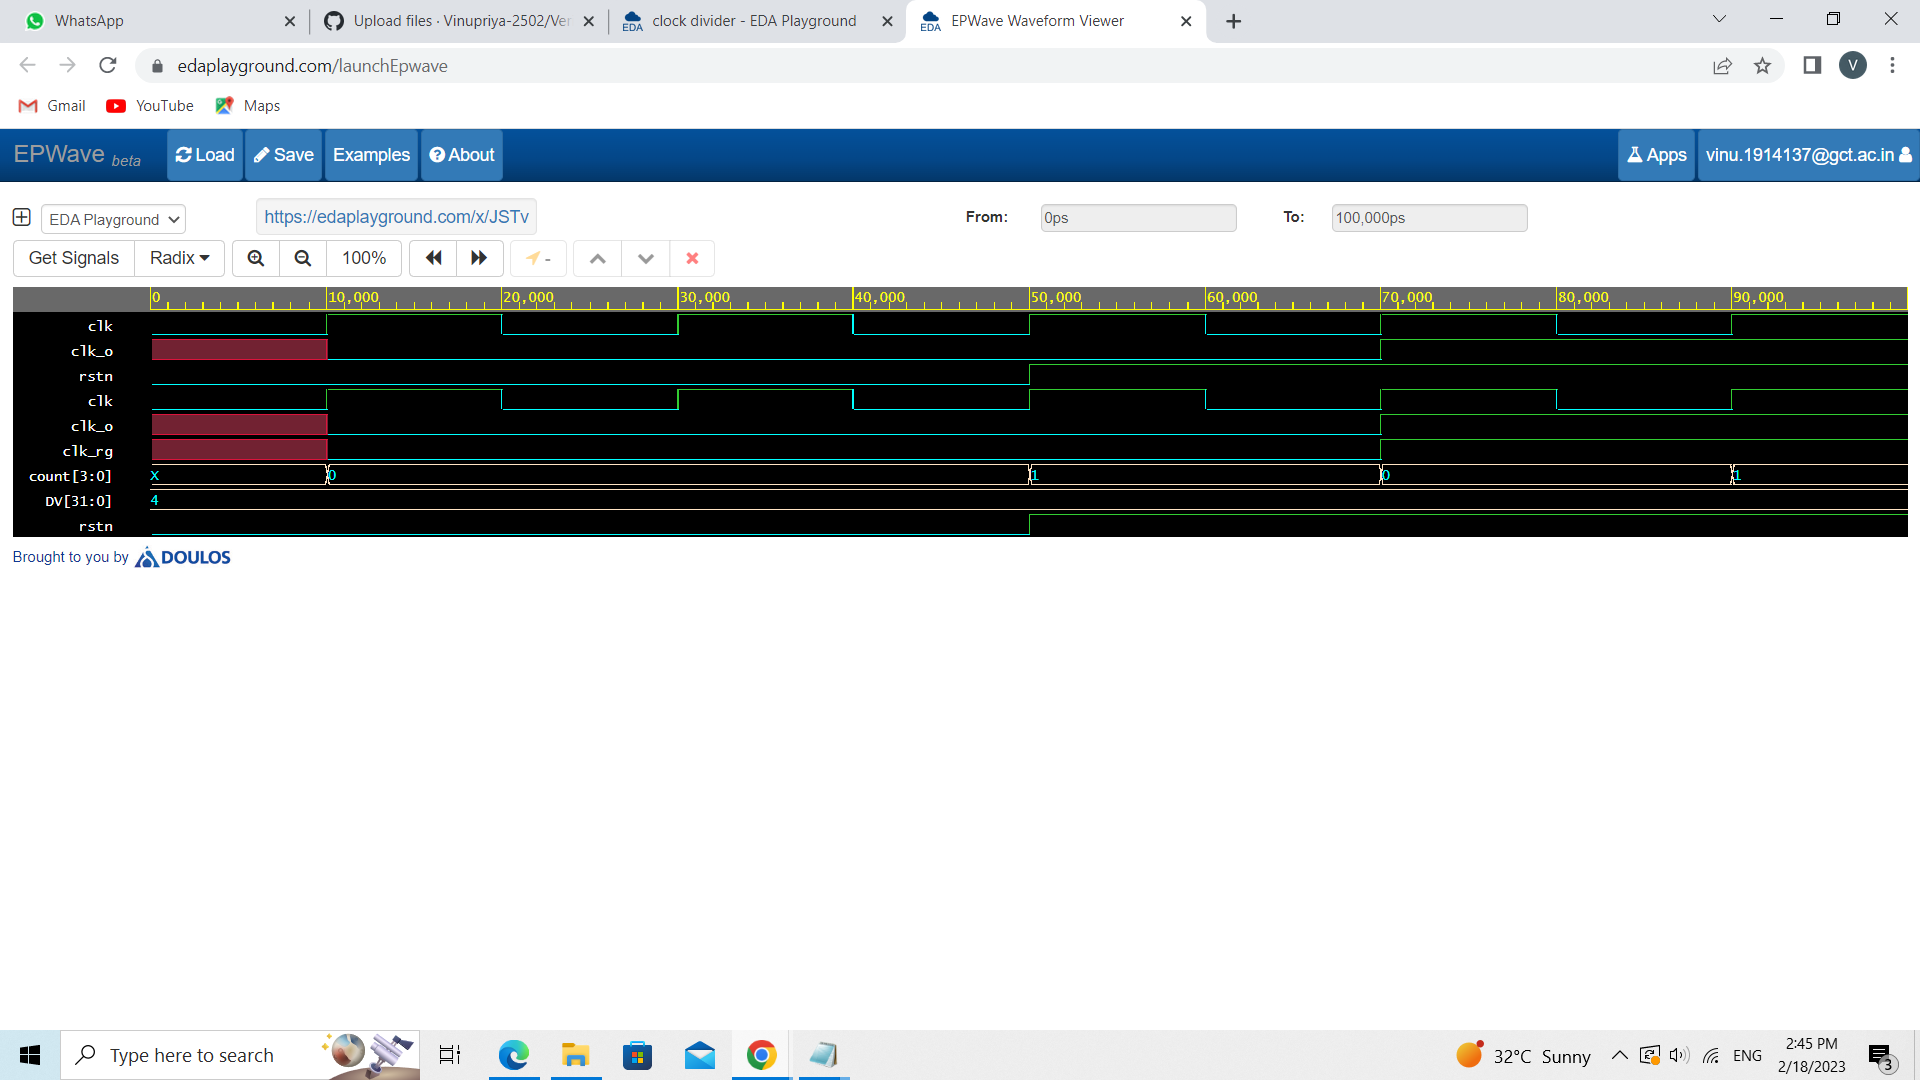 WhatsApp
Upload files · Vinupriya-2502/Ver
EDA
clock divider - EDA Playground
EDA
EPWave Waveform Viewer
edaplayground.com/launchEpwave
V
Gmail
YouTube
Maps
EPWave beta
Load
Save
Examples
About
Apps
vinu.1914137@gct.ac.in
EDA Playground
https://edaplayground.com/x/JSTv
From:
0ps
To:
100,000ps
Get Signals
Radix
100%
-
0 10,000 20,000 30,000 40,000 50,000 60,000 70,000 80,000 90,000
clk
clk_o
rstn
clk
clk_o
clk_rg
count[3:0] x 0 1 0 1
DV[31:0] 4
rstn
Brought to you by DOULOS
Type here to search
32°C Sunny
ENG
2:45 PM
2/18/2023
3